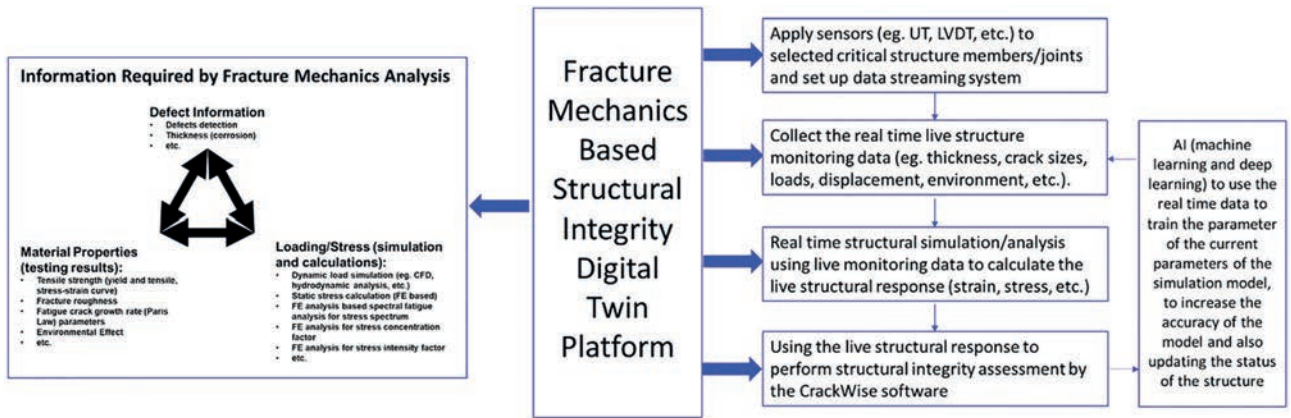 Information Required by Fracture Mechanics Analysis
Defect Information
• Defects detection
• Thickness (corrosion)
• etc.
Material Properties
(testing results):
• Tensile strength (yield and tensile,
stress-strain curve)
• Fracture roughness
• Fatigue crack growth rate (Paris
Law) parameters
• Environmental Effect
• etc.
Loading/Stress (simulation
and calculations):
• Dynamic load simulation (eg. CFD,
hydrodynamic analysis, etc.)
• Static stress calculation (FE based)
• FE analysis based spectral fatigue
analysis for stress spectrum
• FE analysis for stress concentration
factor
• FE analysis for stress intensity factor
• etc.
Fracture
Mechanics
Based
Structural
Integrity
Digital
Twin
Platform
Apply sensors (eg. UT, LVDT, etc.) to
selected critical structure members/joints
and set up data streaming system
Collect the real time live structure
monitoring data (eg. thickness, crack sizes,
loads, displacement, environment, etc.).
Real time structural simulation/analysis
using live monitoring data to calculate the
live structural response (strain, stress, etc.)
Using the live structural response to
perform structural integrity assessment by
the CrackWise software
AI (machine
learning and deep
learning) to use the
real time data to
train the parameter
of the current
parameters of the
simulation model,
to increase the
accuracy of the
model and also
updating the status
of the structure